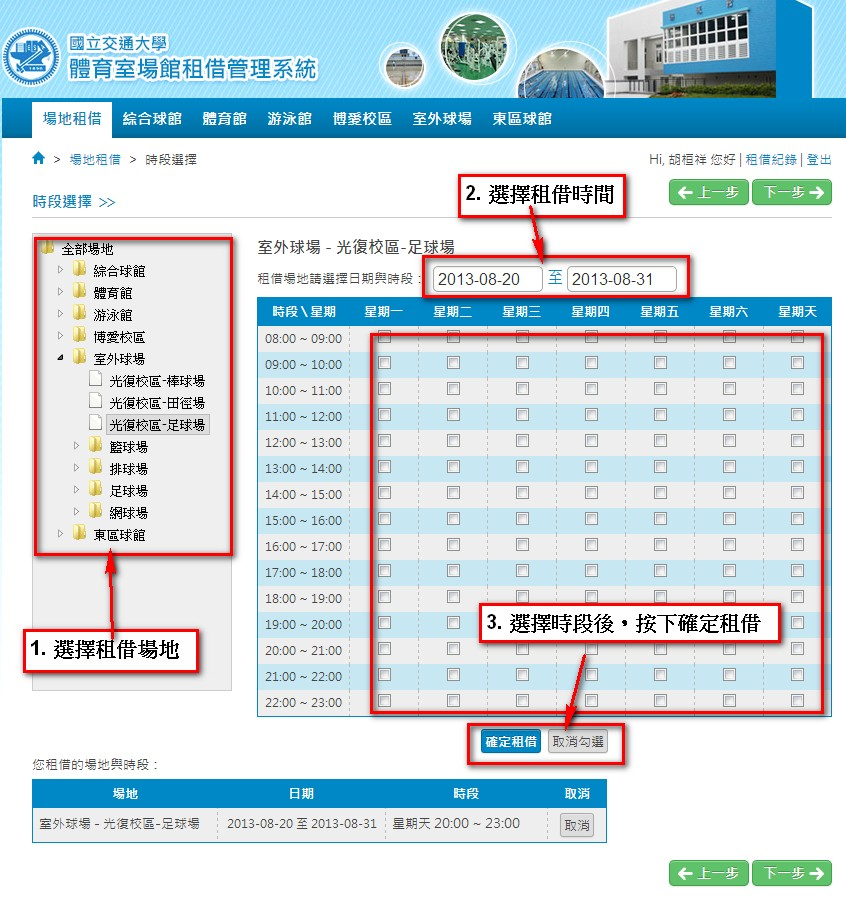 國立交通大學
體育室場館租借管理系統
場地租借 綜合球館 體育館 游泳館 博愛校區 室外球場 東區球館
> 場地租借 > 時段選擇
Hi, 胡桓祥 您好 | 租借紀錄 | 登出
上一步 下一步
時段選擇 >>
2. 選擇租借時間
全部場地
綜合球館
體育館
游泳館
博愛校區
室外球場
光復校區-棒球場
光復校區-田徑場
光復校區-足球場
籃球場
排球場
足球場
網球場
東區球館
1. 選擇租借場地
室外球場 - 光復校區-足球場
租借場地請選擇日期與時段: 2013-08-20 至 2013-08-31
時段\星期 星期一 星期二 星期三 星期四 星期五 星期六 星期天
08:00 ~ 09:00
09:00 ~ 10:00
10:00 ~ 11:00
11:00 ~ 12:00
12:00 ~ 13:00
13:00 ~ 14:00
14:00 ~ 15:00
15:00 ~ 16:00
16:00 ~ 17:00
17:00 ~ 18:00
18:00 ~ 19:00
19:00 ~ 20:00
20:00 ~ 21:00
21:00 ~ 22:00
22:00 ~ 23:00
3. 選擇時段後，按下確定租借
確定租借 取消勾選
您租借的場地與時段:
場地 日期 時段 取消
室外球場 - 光復校區-足球場 2013-08-20 至 2013-08-31 星期天 20:00 ~ 23:00 取消
上一步 下一步